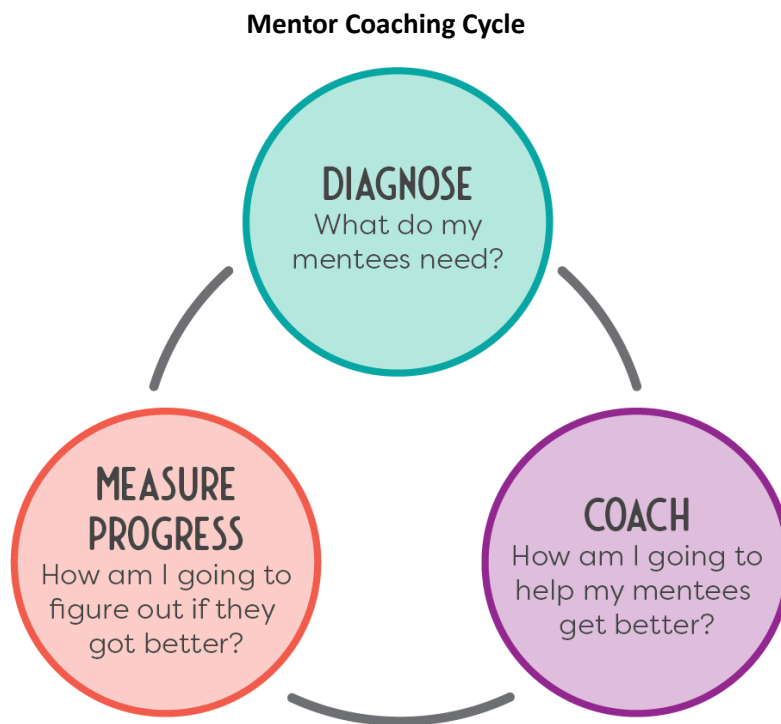 Mentor Coaching Cycle
DIAGNOSE
What do my
mentees need?
MEASURE
PROGRESS
How am I going to
figure out if they
got better?
COACH
How am I going to
help my mentees
get better?